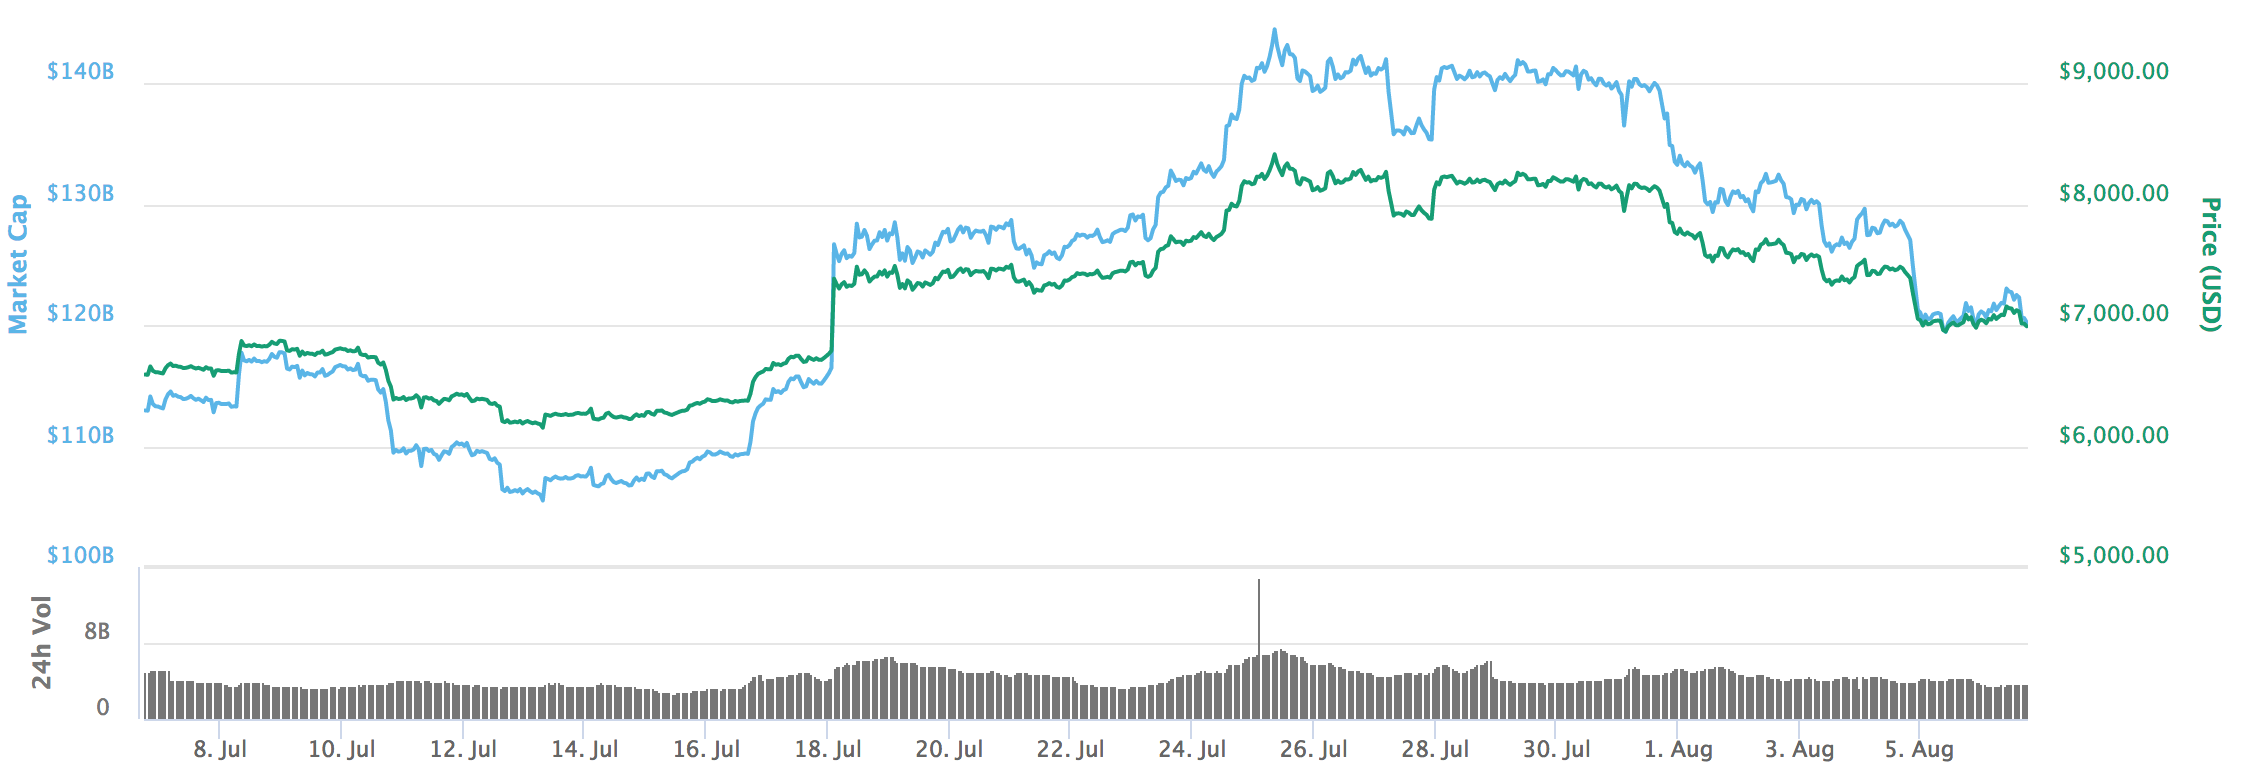 $140B
$130B
$120B
$110B
$100B
Market Cap
$9,000.00
$8,000.00
$7,000.00
$6,000.00
$5,000.00
Price (USD)
24h Vol
8B
0
8. Jul 10. Jul 12. Jul 14. Jul 16. Jul 18. Jul 20. Jul 22. Jul 24. Jul 26. Jul 28. Jul 30. Jul 1. Aug 3. Aug 5. Aug